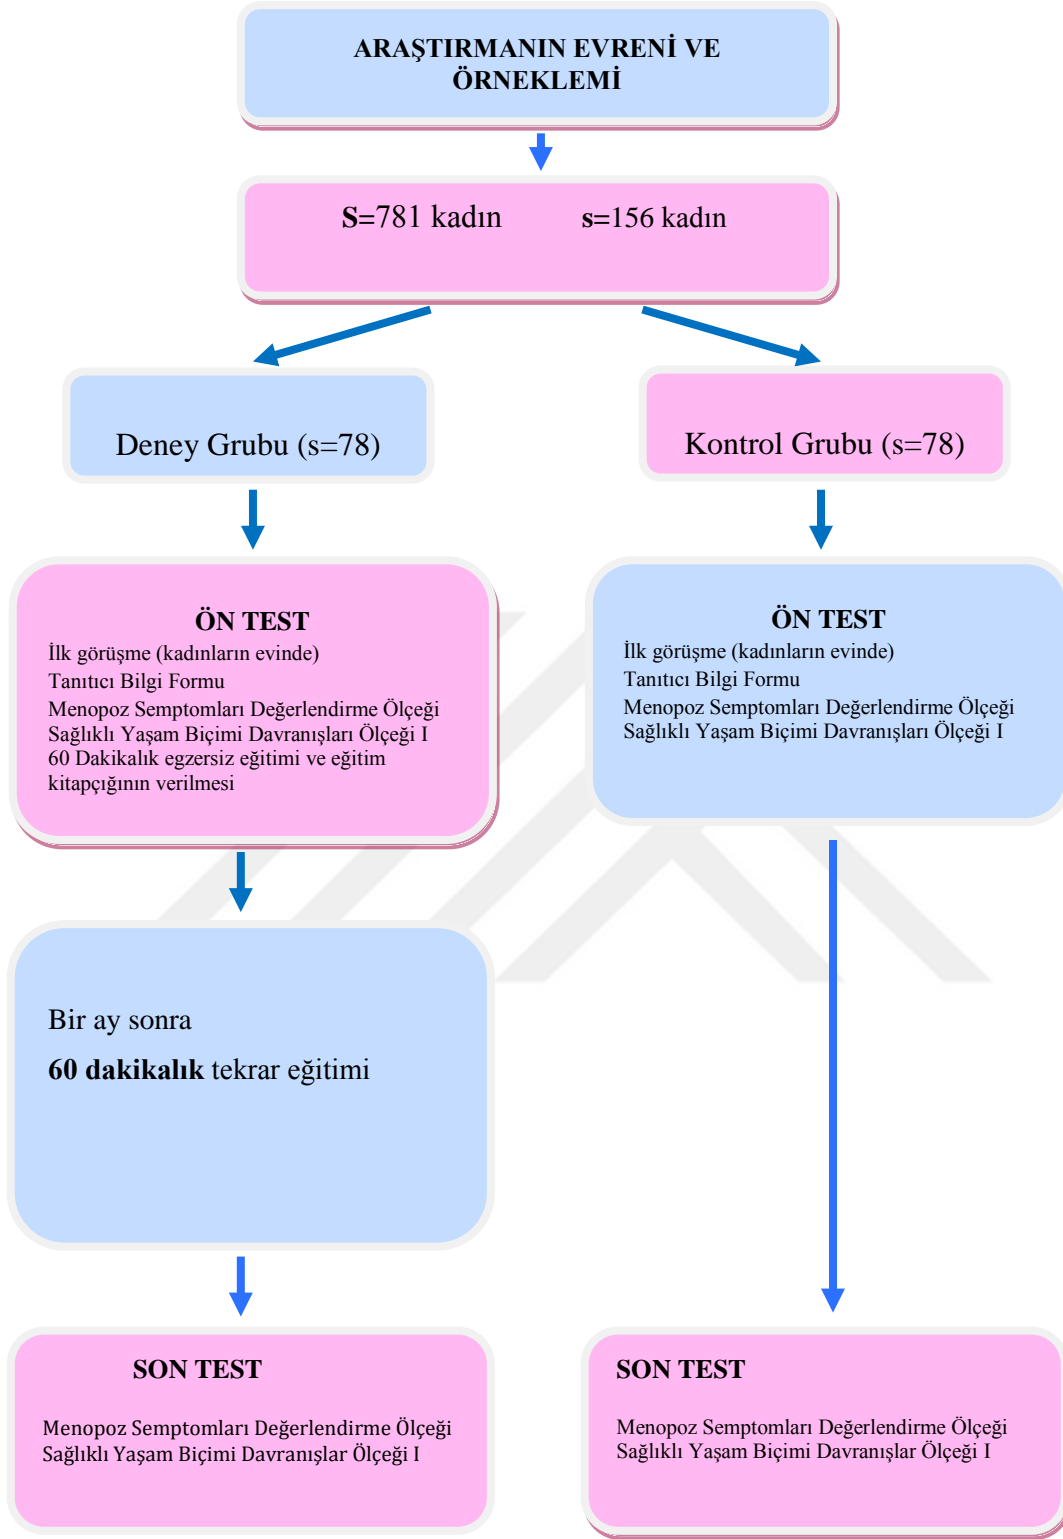 ARAŞTIRMANIN EVRENİ VE
ÖRNEKLEMİ
S=781 kadın s=156 kadın
Deney Grubu (s=78)
Kontrol Grubu (s=78)
ÖN TEST
İlk görüşme (kadınların evinde)
Tanıtıcı Bilgi Formu
Menopoz Semptomları Değerlendirme Ölçeği
Sağlıklı Yaşam Biçimi Davranışları Ölçeği I
60 Dakikalık egzersiz eğitimi ve eğitim
kitapçığının verilmesi
ÖN TEST
İlk görüşme (kadınların evinde)
Tanıtıcı Bilgi Formu
Menopoz Semptomları Değerlendirme Ölçeği
Sağlıklı Yaşam Biçimi Davranışları Ölçeği I
Bir ay sonra
60 dakikalık tekrar eğitimi
SON TEST
Menopoz Semptomları Değerlendirme Ölçeği
Sağlıklı Yaşam Biçimi Davranışlar Ölçeği I
SON TEST
Menopoz Semptomları Değerlendirme Ölçeği
Sağlıklı Yaşam Biçimi Davranışlar Ölçeği I